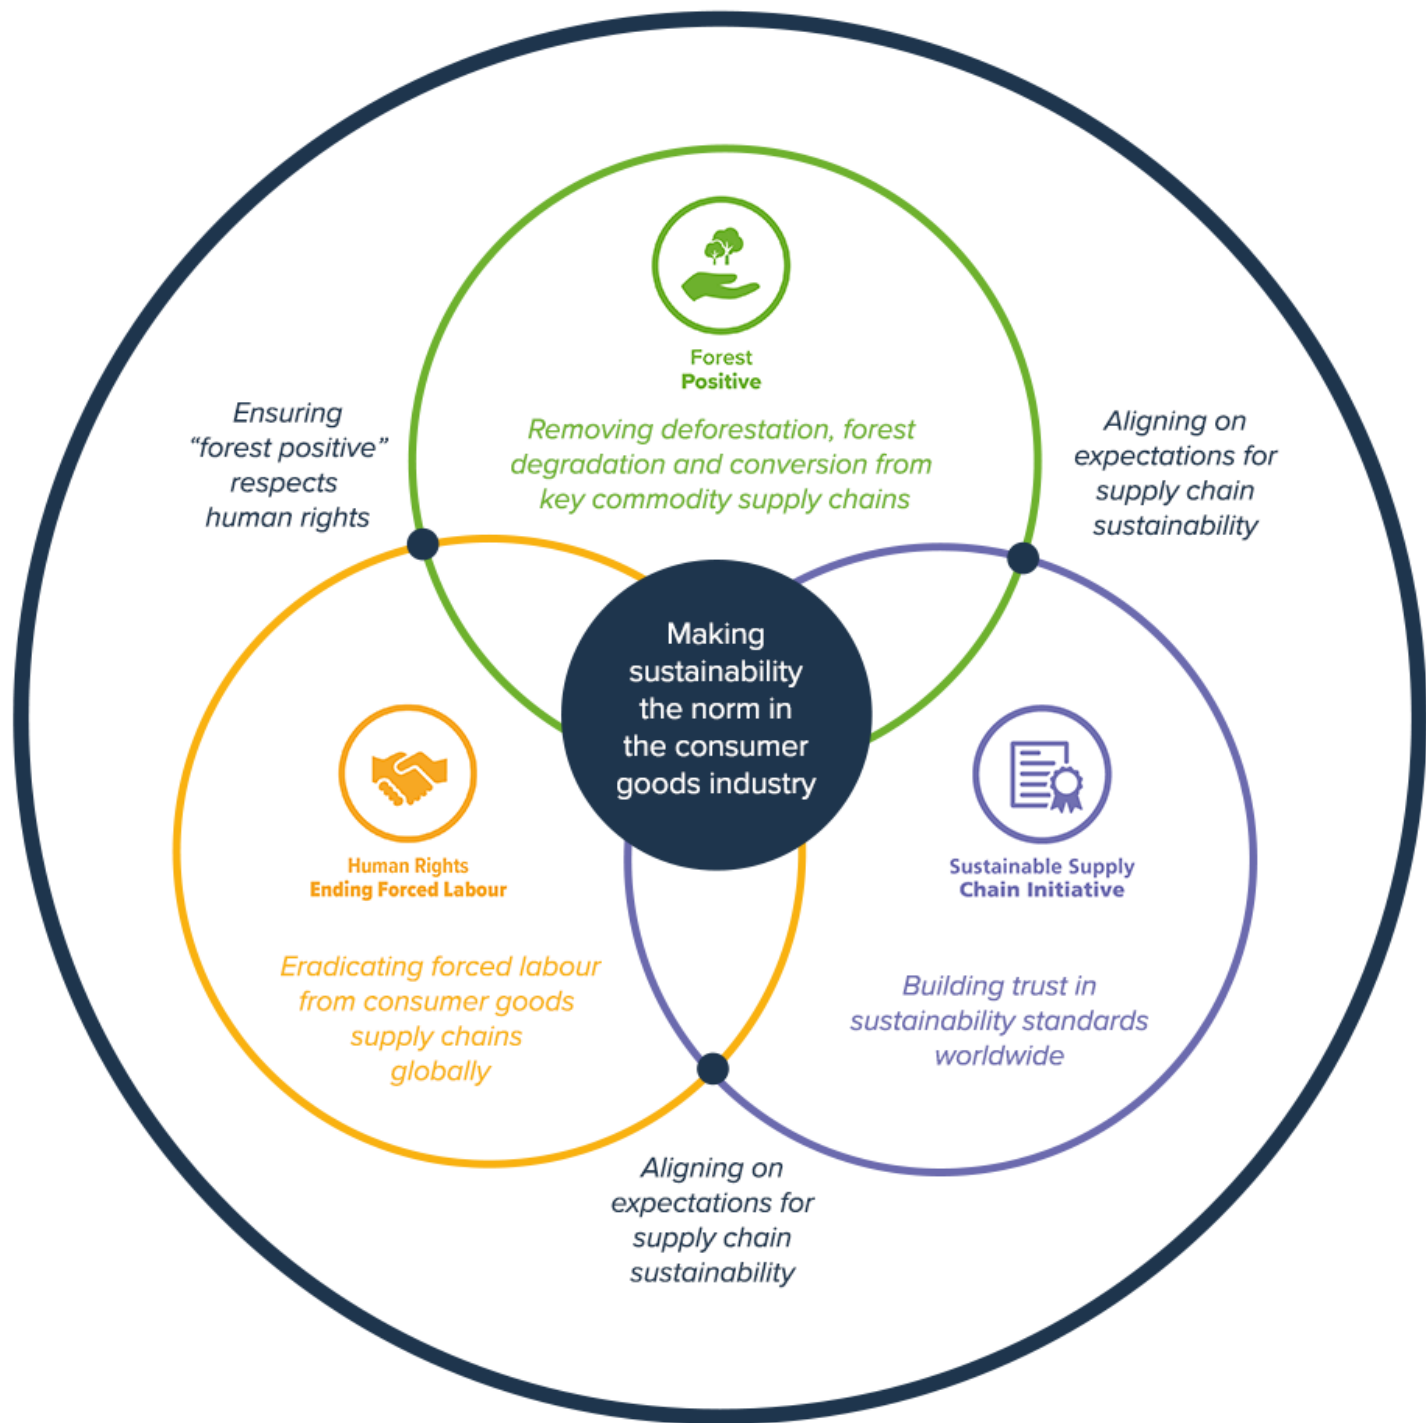 Forest
Positive
Removing deforestation, forest
degradation and conversion from
key commodity supply chains
Ensuring
“forest positive”
respects
human rights
Aligning on
expectations for
supply chain
sustainability
Making
sustainability
the norm in
the consumer
goods industry
Human Rights
Ending Forced Labour
Eradicating forced labour
from consumer goods
supply chains
globally
Sustainable Supply
Chain Initiative
Building trust in
sustainability standards
worldwide
Aligning on
expectations for
supply chain
sustainability